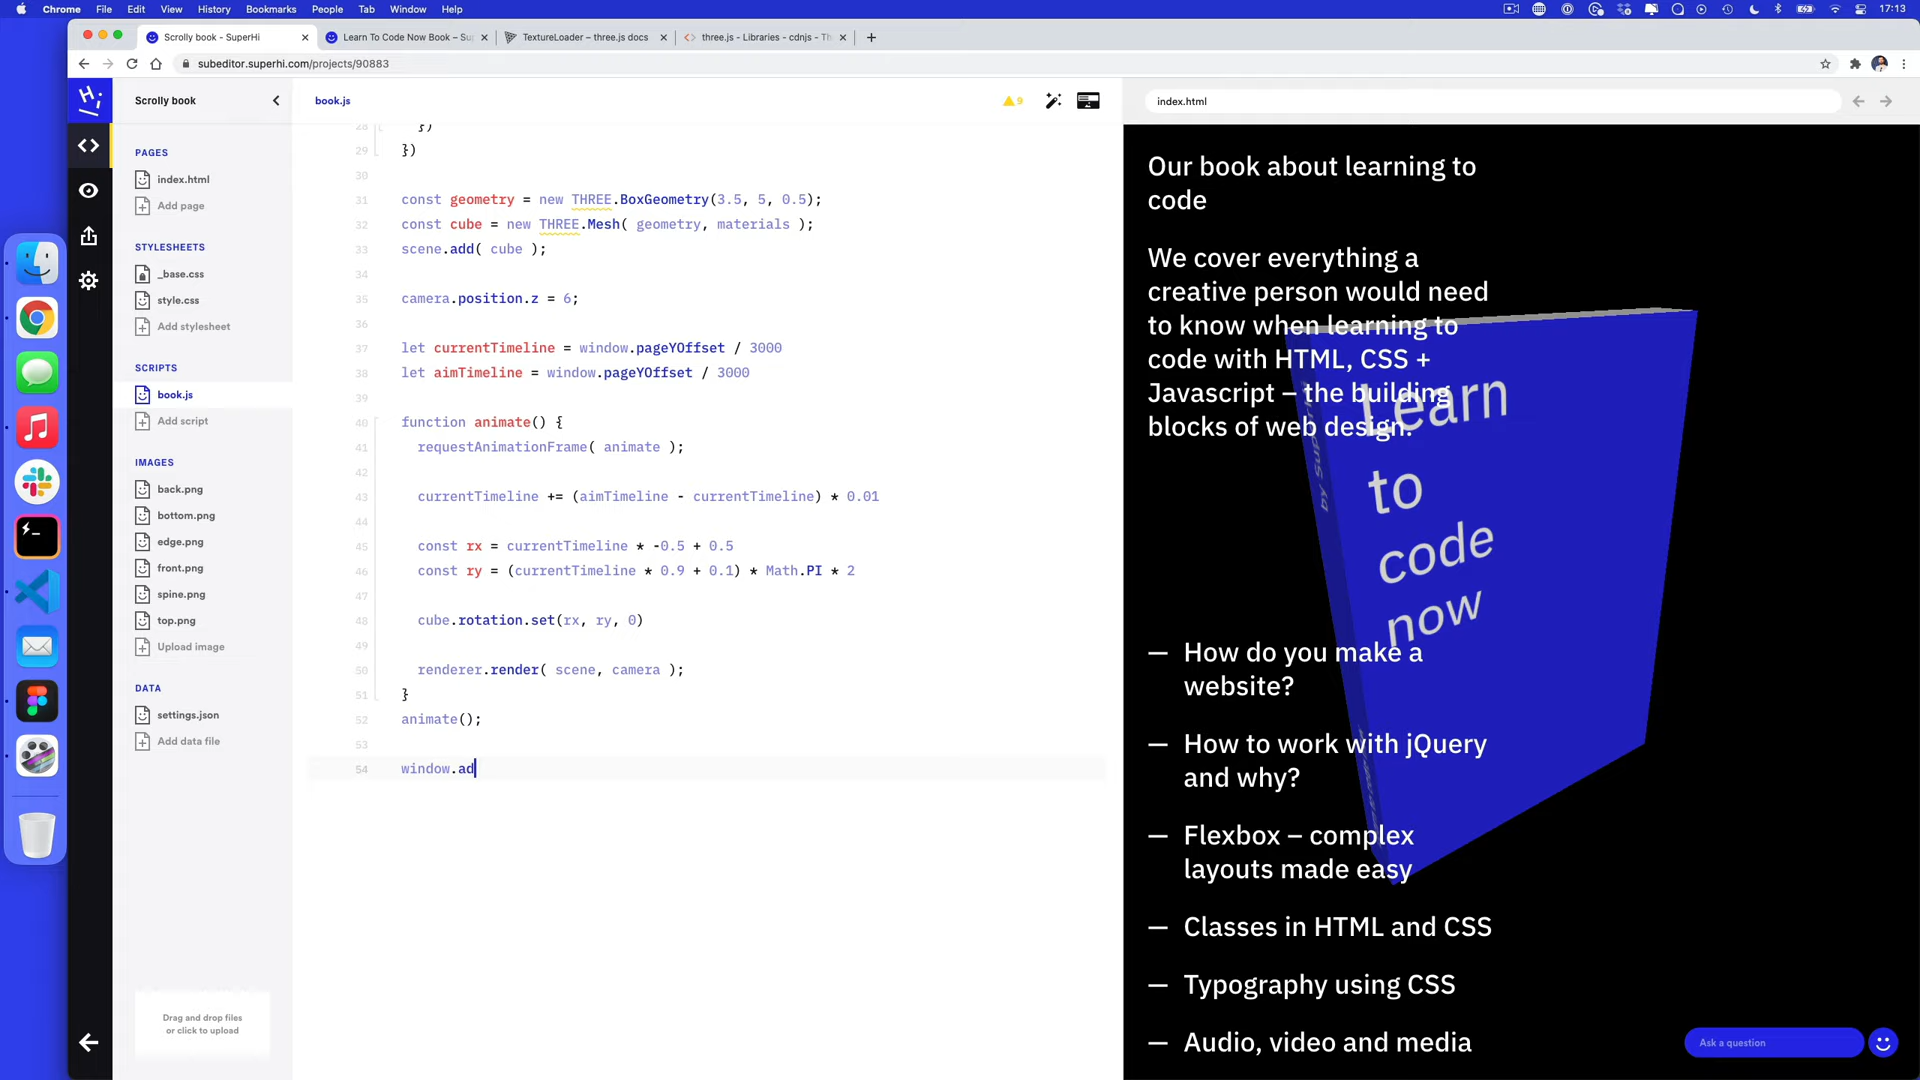 Chrome File Edit View History Bookmarks People Tab Window Help 17:13
Scrolly book - SuperHi
Learn To Code Now Book – Su
TextureLoader – three.js docs
three.js - Libraries - cdnjs - Th
subeditor.superhi.com/projects/90883
Hi
Scrolly book
PAGES
index.html
Add page
STYLESHEETS
_base.css
style.css
Add stylesheet
SCRIPTS
book.js
Add script
IMAGES
back.png
bottom.png
edge.png
front.png
spine.png
top.png
Upload image
DATA
settings.json
Add data file
Drag and drop files
or click to upload
book.js
9
28 })
29 })
30
31 const geometry = new THREE.BoxGeometry(3.5, 5, 0.5);
32 const cube = new THREE.Mesh( geometry, materials );
33 scene.add( cube );
34
35 camera.position.z = 6;
36
37 let currentTimeline = window.pageYOffset / 3000
38 let aimTimeline = window.pageYOffset / 3000
39
40 function animate() {
41 requestAnimationFrame( animate );
42
43 currentTimeline += (aimTimeline - currentTimeline) * 0.01
44
45 const rx = currentTimeline * -0.5 + 0.5
46 const ry = (currentTimeline * 0.9 + 0.1) * Math.PI * 2
47
48 cube.rotation.set(rx, ry, 0)
49
50 renderer.render( scene, camera );
51 }
52 animate();
53
54 window.ad
index.html
Our book about learning to
code
We cover everything a
creative person would need
to know when learning to
code with HTML, CSS +
Javascript – the building
blocks of web design.
Learn
to
code
now
— How do you make a
website?
— How to work with jQuery
and why?
— Flexbox – complex
layouts made easy
— Classes in HTML and CSS
— Typography using CSS
— Audio, video and media
Ask a question